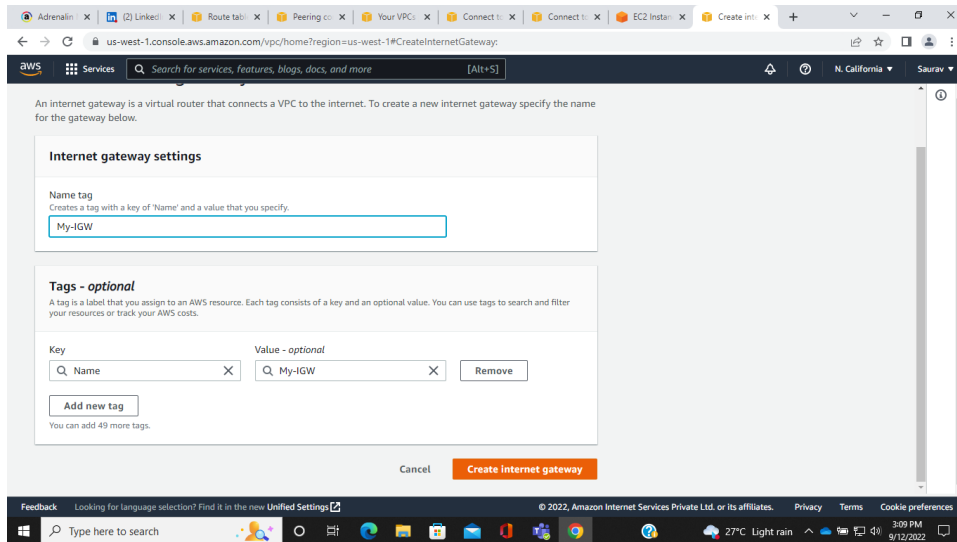 Adrenalin
(2) LinkedI
Route table
Peering co
Your VPCs
Connect to
Connect to
EC2 Instan
Create inte
us-west-1.console.aws.amazon.com/vpc/home?region=us-west-1#CreateInternetGateway:
aws
Services
Search for services, features, blogs, docs, and more
[Alt+S]
N. California
Saurav
An internet gateway is a virtual router that connects a VPC to the internet. To create a new internet gateway specify the name
for the gateway below.
Internet gateway settings
Name tag
Creates a tag with a key of 'Name' and a value that you specify.
My-IGW
Tags - optional
A tag is a label that you assign to an AWS resource. Each tag consists of a key and an optional value. You can use tags to search and filter
your resources or track your AWS costs.
Key
Value - optional
Name
My-IGW
Remove
Add new tag
You can add 49 more tags.
Cancel
Create internet gateway
Feedback
Looking for language selection? Find it in the new Unified Settings
© 2022, Amazon Internet Services Private Ltd. or its affiliates.
Privacy
Terms
Cookie preferences
Type here to search
27°C Light rain
3:09 PM
9/12/2022